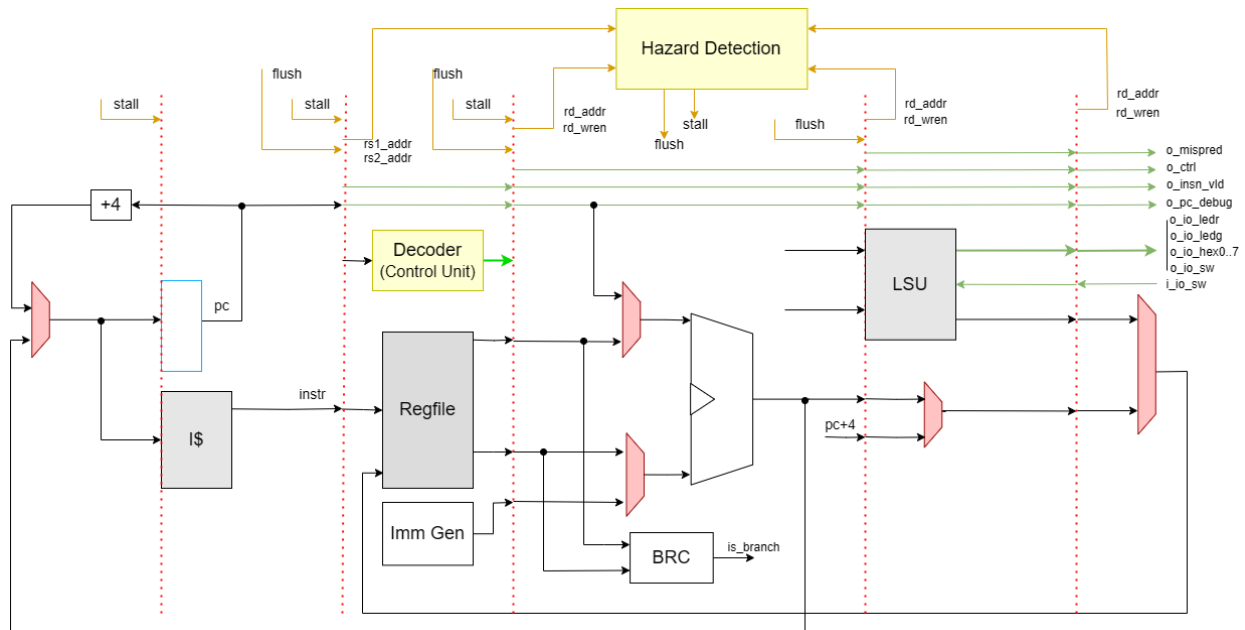 Hazard Detection
flush
flush
stall
stall
stall
rd_addr
rd_wren
stall
flush
flush
rd_addr
rd_wren
rd_addr
rd_wren
rs1_addr
rs2_addr
o_mispred
o_ctrl
o_insn_vld
o_pc_debug
+4
Decoder
(Control Unit)
o_io_ledr
o_io_ledg
o_io_hex0..7
o_io_sw
i_io_sw
LSU
pc
instr
I$
Regfile
pc+4
Imm Gen
BRC
is_branch